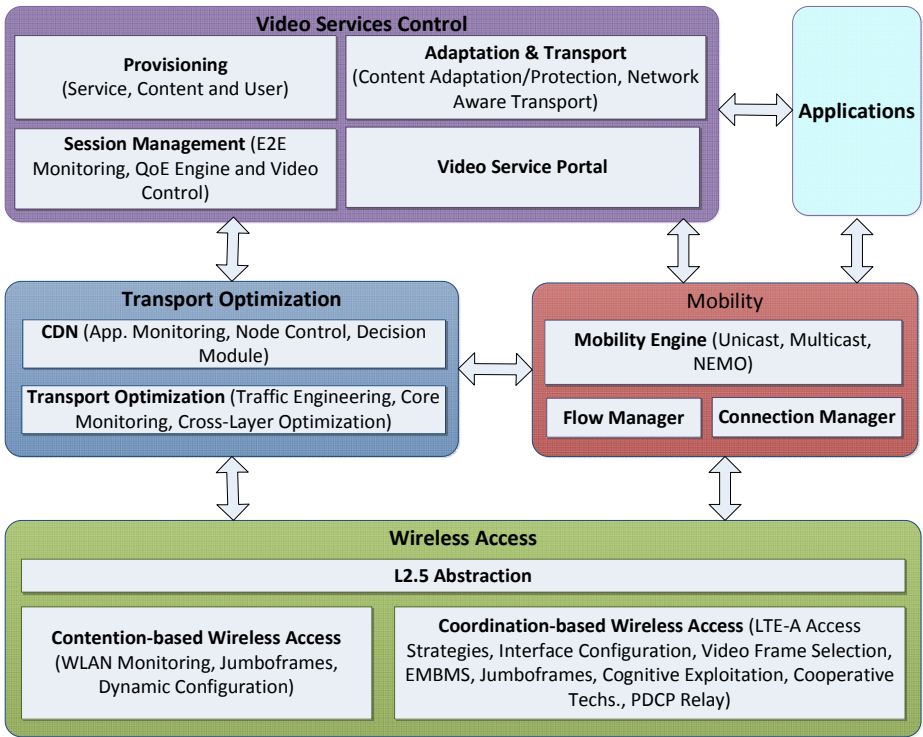 Video Services Control
Provisioning
(Service, Content and User)
Adaptation & Transport
(Content Adaptation/Protection, Network
Aware Transport)
Session Management (E2E
Monitoring, QoE Engine and Video
Control)
Video Service Portal
Applications
Transport Optimization
CDN (App. Monitoring, Node Control, Decision
Module)
Transport Optimization (Traffic Engineering, Core
Monitoring, Cross-Layer Optimization)
Mobility
Mobility Engine (Unicast, Multicast,
NEMO)
Flow Manager
Connection Manager
Wireless Access
L2.5 Abstraction
Contention-based Wireless Access
(WLAN Monitoring, Jumboframes,
Dynamic Configuration)
Coordination-based Wireless Access (LTE-A Access
Strategies, Interface Configuration, Video Frame Selection,
EMBMS, Jumboframes, Cognitive Exploitation, Cooperative
Techs., PDCP Relay)